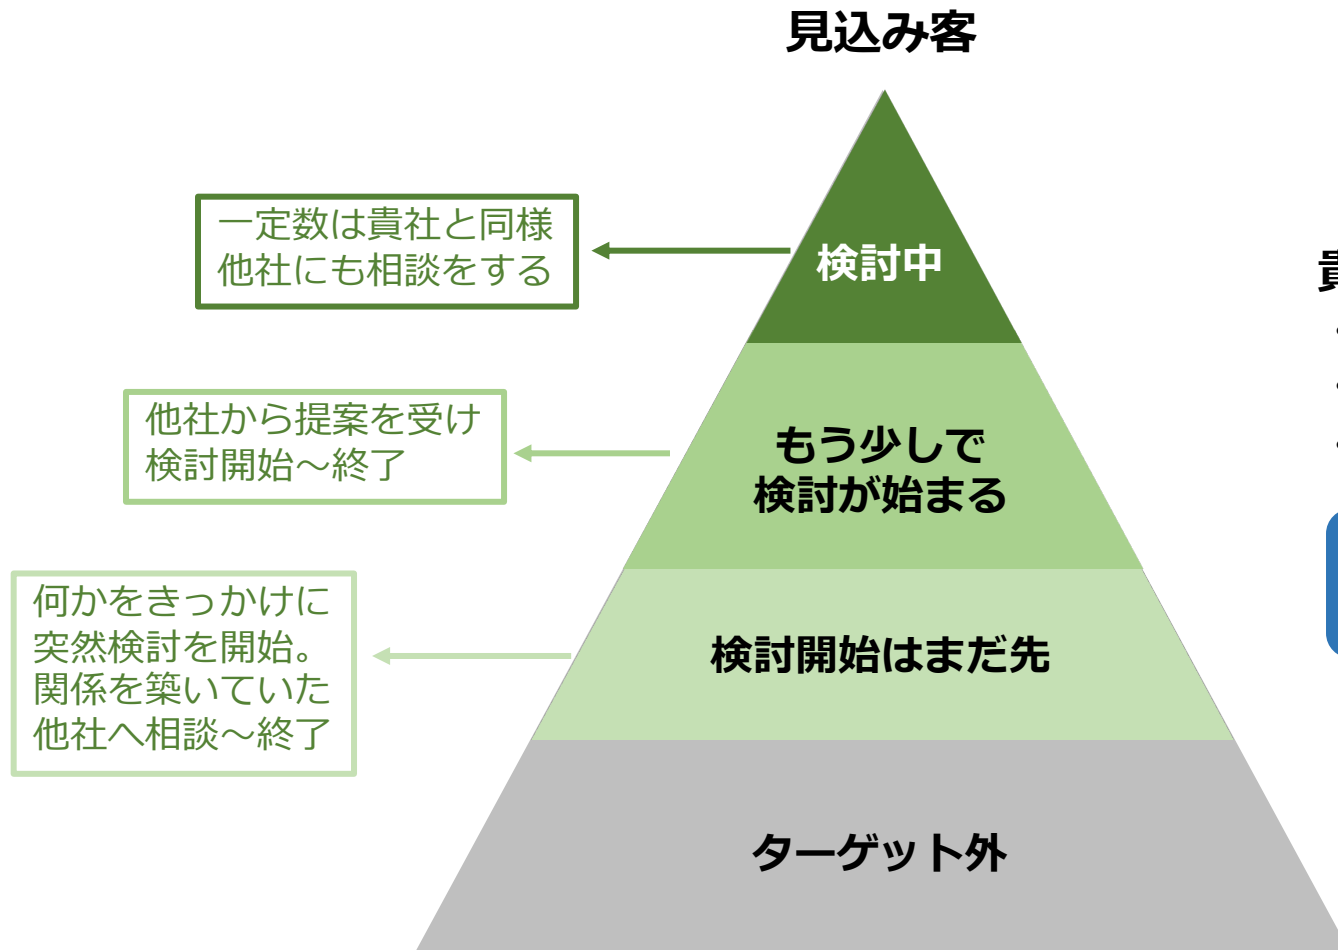 見込み客
一定数は貴社と同様
他社にも相談をする
検討中
貴
他社から提案を受け
検討開始～終了
もう少しで
検討が始まる
何かをきっかけに
突然検討を開始。
関係を築いていた
他社へ相談～終了
検討開始はまだ先
ターゲット外